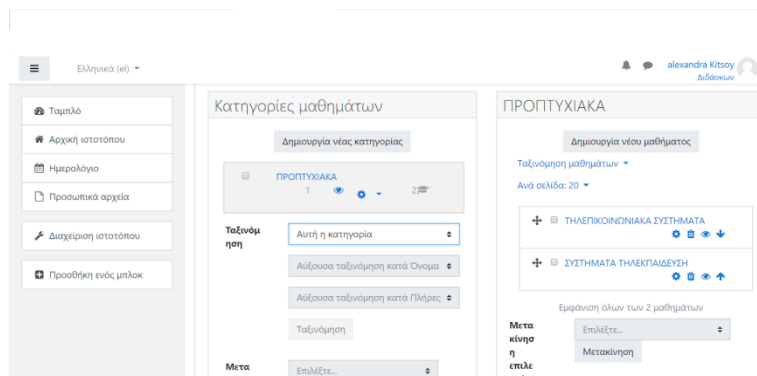 Ελληνικά (el)
alexandra Kitsoy
Διδάσκων
Ταμπλό
Αρχική ιστοτόπου
Ημερολόγιο
Προσωπικά αρχεία
Διαχείριση ιστοτόπου
Προσθήκη ενός μπλοκ
Κατηγορίες μαθημάτων
Δημιουργία νέας κατηγορίας
ΠΡΟΠΤΥΧΙΑΚΑ
1 2
Ταξινόμ
ηση
Αυτή η κατηγορία
Αύξουσα ταξινόμηση κατά Όνομα
Αύξουσα ταξινόμηση κατά Πλήρες
Ταξινόμηση
Μετα
Επιλέξτε...
ΠΡΟΠΤΥΧΙΑΚΑ
Δημιουργία νέου μαθήματος
Ταξινόμηση μαθημάτων
Ανά σελίδα: 20
ΤΗΛΕΠΙΚΟΙΝΩΝΙΑΚΑ ΣΥΣΤΗΜΑΤΑ
ΣΥΣΤΗΜΑΤΑ ΤΗΛΕΚΠΑΙΔΕΥΣΗ
Εμφάνιση όλων των 2 μαθημάτων
Μετα
κίνησ
η
επιλε
Επιλέξτε...
Μετακίνηση